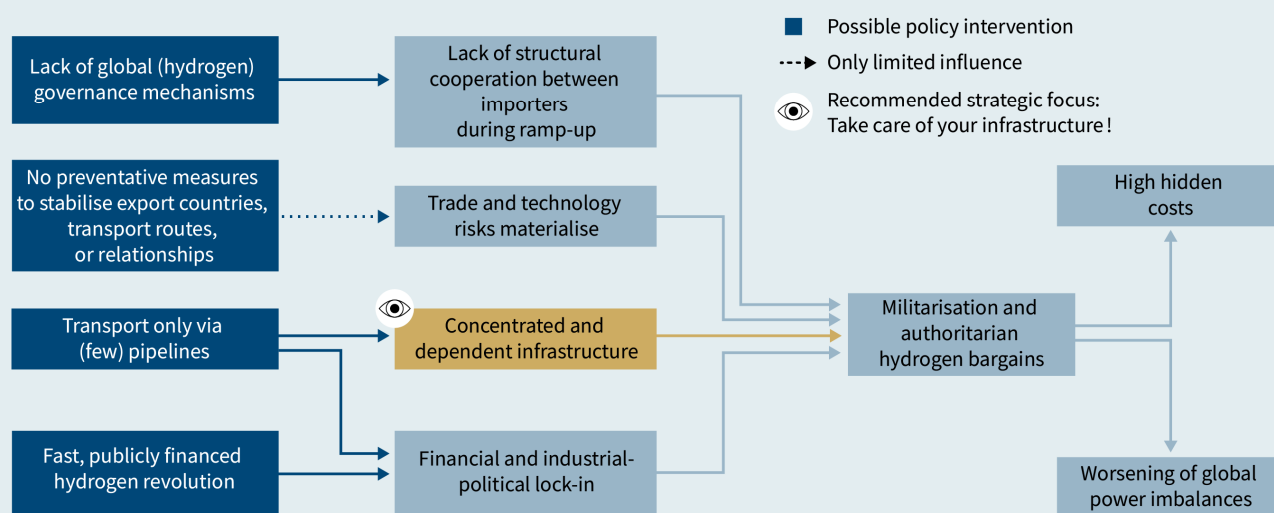 Possible policy intervention
Only limited influence
Recommended strategic focus:
Take care of your infrastructure!
Lack of global (hydrogen)
governance mechanisms
Lack of structural
cooperation between
importers
during ramp-up
No preventative measures
to stabilise export countries,
transport routes,
or relationships
Trade and technology
risks materialise
High hidden
costs
Transport only via
(few) pipelines
Concentrated and
dependent infrastructure
Militarisation and
authoritarian
hydrogen bargains
Fast, publicly financed
hydrogen revolution
Financial and industrial-
political lock-in
Worsening of global
power imbalances